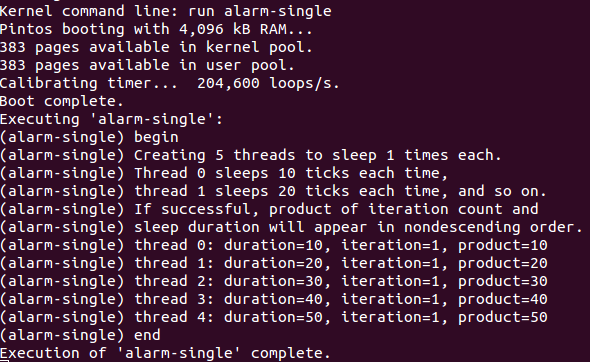 Kernel command line: run alarm-single
Pintos booting with 4,096 kB RAM...
383 pages available in kernel pool.
383 pages available in user pool.
Calibrating timer...  204,600 loops/s.
Boot complete.
Executing 'alarm-single':
(alarm-single) begin
(alarm-single) Creating 5 threads to sleep 1 times each.
(alarm-single) Thread 0 sleeps 10 ticks each time,
(alarm-single) thread 1 sleeps 20 ticks each time, and so on.
(alarm-single) If successful, product of iteration count and
(alarm-single) sleep duration will appear in nondescending order.
(alarm-single) thread 0: duration=10, iteration=1, product=10
(alarm-single) thread 1: duration=20, iteration=1, product=20
(alarm-single) thread 2: duration=30, iteration=1, product=30
(alarm-single) thread 3: duration=40, iteration=1, product=40
(alarm-single) thread 4: duration=50, iteration=1, product=50
(alarm-single) end
Execution of 'alarm-single' complete.